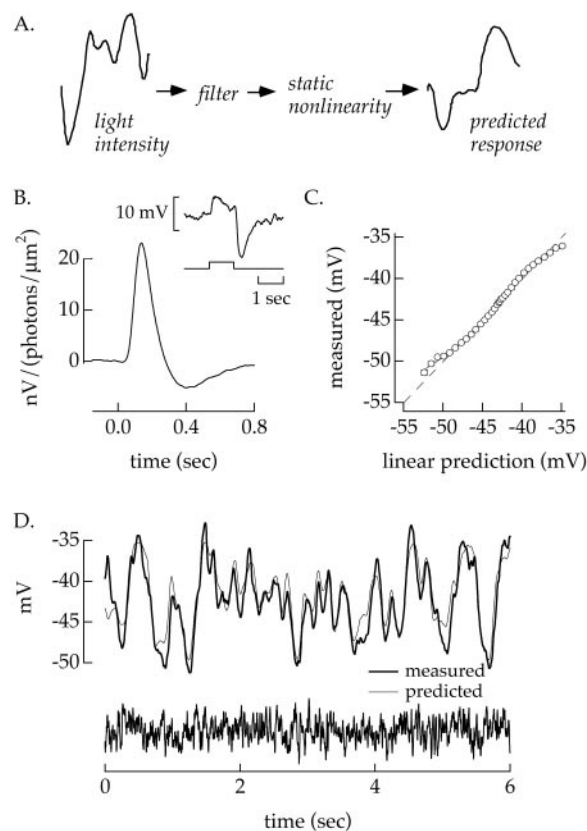 A.
light
intensity
filter
static
nonlinearity
predicted
response
B.
10 mV
1 sec
nV/(photons/μm²)
20
10
0
0.0 0.4 0.8
time (sec)
C.
measured (mV)
-35
-40
-45
-50
-55
-55 -50 -45 -40 -35
linear prediction (mV)
D.
mV
-35
-40
-45
-50
measured
predicted
0 2 4 6
time (sec)